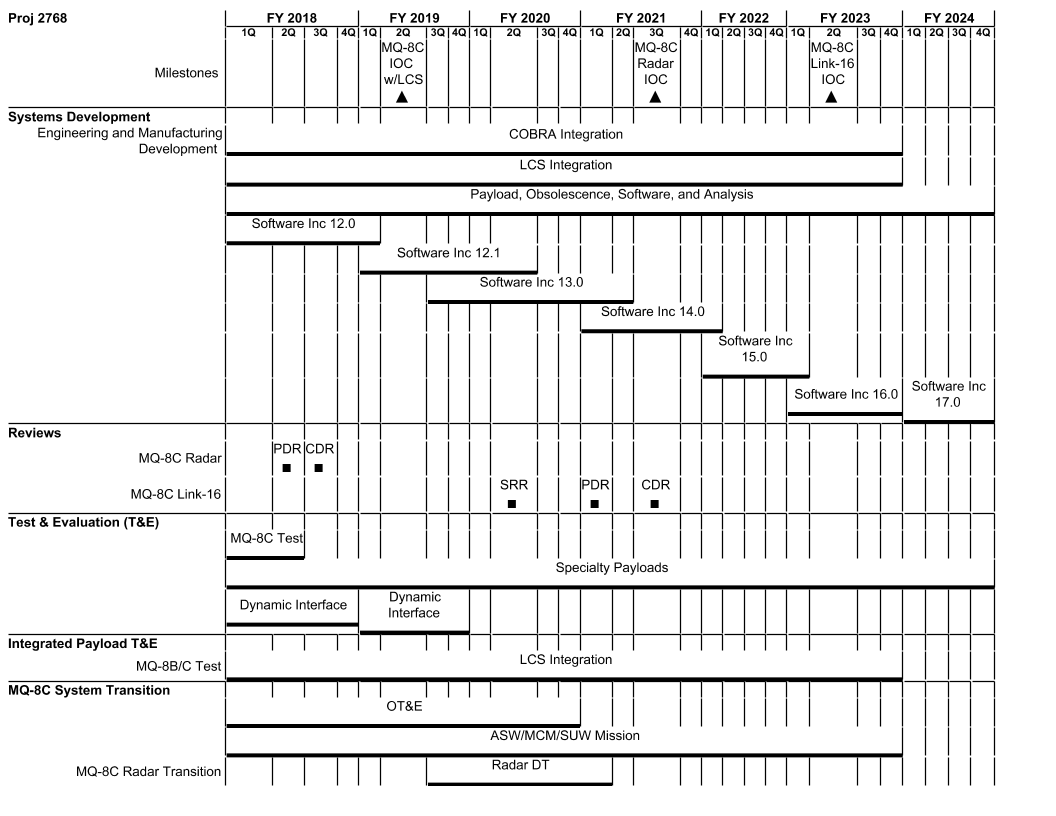 Proj 2768
FY 2018 FY 2019 FY 2020 FY 2021 FY 2022 FY 2023 FY 2024
1Q 2Q 3Q 4Q 1Q 2Q 3Q 4Q 1Q 2Q 3Q 4Q 1Q 2Q 3Q 4Q 1Q 2Q 3Q 4Q 1Q 2Q 3Q 4Q 1Q 2Q 3Q 4Q
Milestones
MQ-8C
IOC
w/LCS
MQ-8C
Radar
IOC
MQ-8C
Link-16
IOC
Systems Development
Engineering and Manufacturing
Development
COBRA Integration
LCS Integration
Payload, Obsolescence, Software, and Analysis
Software Inc 12.0
Software Inc 12.1
Software Inc 13.0
Software Inc 14.0
Software Inc
15.0
Software Inc 16.0
Software Inc
17.0
Reviews
MQ-8C Radar
PDR CDR
MQ-8C Link-16
SRR PDR CDR
Test & Evaluation (T&E)
MQ-8C Test
Specialty Payloads
Dynamic Interface
Dynamic
Interface
Integrated Payload T&E
MQ-8B/C Test
LCS Integration
MQ-8C System Transition
OT&E
ASW/MCM/SUW Mission
MQ-8C Radar Transition
Radar DT